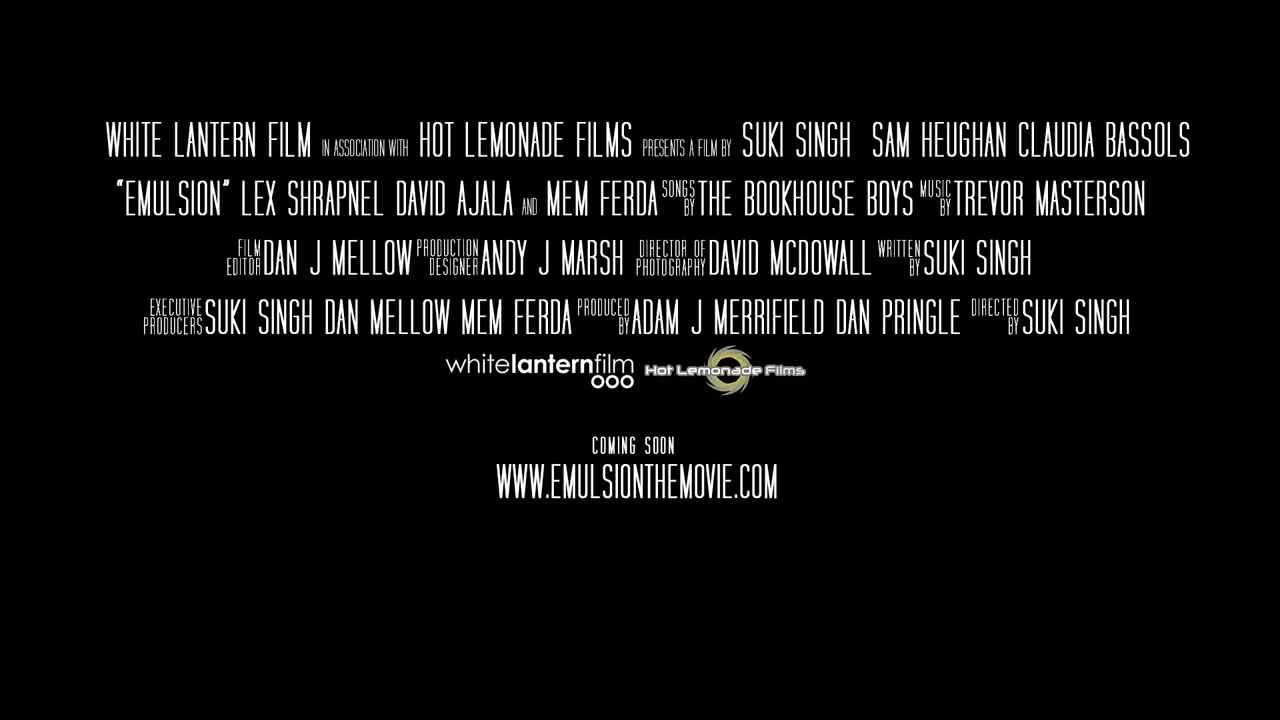 WHITE LANTERN FILM IN ASSOCIATION WITH HOT LEMONADE FILMS PRESENTS A FILM BY SUKI SINGH SAM HEUGHAN CLAUDIA BASSOLS
"EMULSION" LEX SHRAPNEL DAVID AJALA AND MEM FERDA SONGS BY THE BOOKHOUSE BOYS MUSIC BY TREVOR MASTERSON
FILM EDITOR DAN J MELLOW PRODUCTION DESIGNER ANDY J MARSH DIRECTOR OF PHOTOGRAPHY DAVID MCDOWALL WRITTEN BY SUKI SINGH
EXECUTIVE PRODUCERS SUKI SINGH DAN MELLOW MEM FERDA PRODUCED BY ADAM J MERRIFIELD DAN PRINGLE DIRECTED BY SUKI SINGH
whitelanternfilm Hot Lemonade Films
COMING SOON
WWW.EMULSIONTHEMOVIE.COM